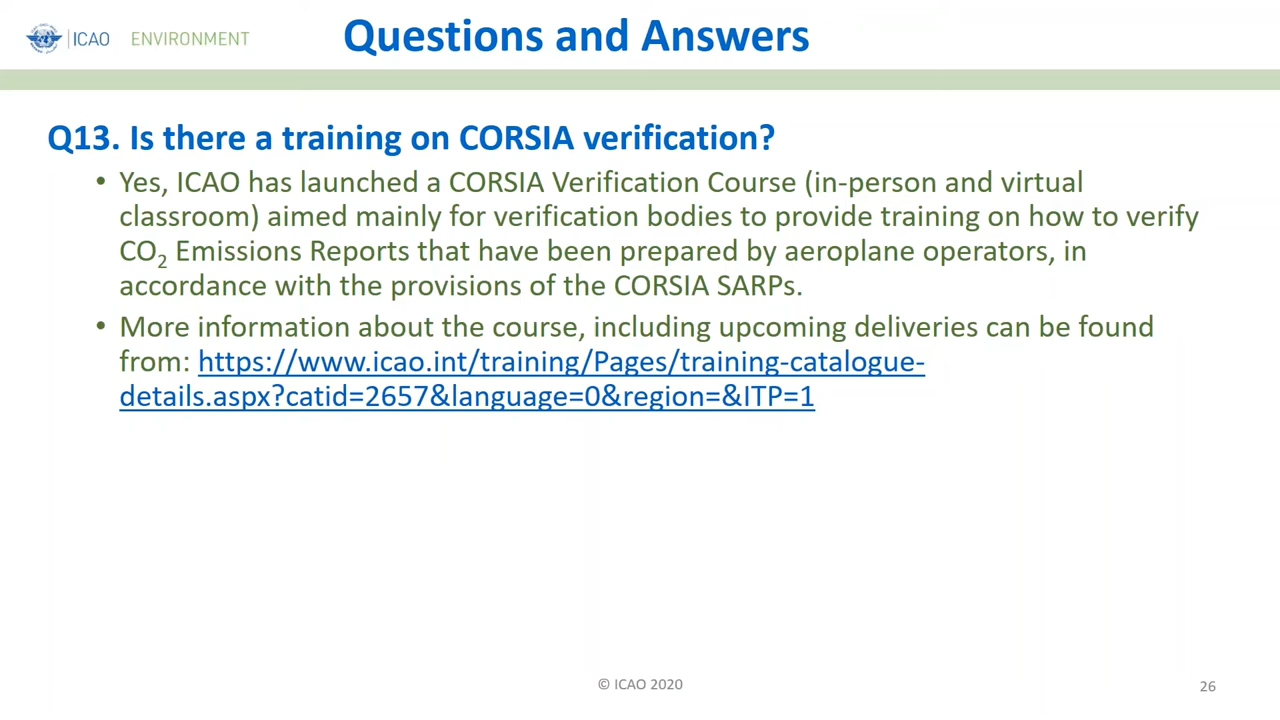 ICAO ENVIRONMENT
Questions and Answers
Q13. Is there a training on CORSIA verification?
• Yes, ICAO has launched a CORSIA Verification Course (in-person and virtual
classroom) aimed mainly for verification bodies to provide training on how to verify
CO2 Emissions Reports that have been prepared by aeroplane operators, in
accordance with the provisions of the CORSIA SARPs.
• More information about the course, including upcoming deliveries can be found
from: https://www.icao.int/training/Pages/training-catalogue-
details.aspx?catid=2657&language=0&region=&ITP=1
© ICAO 2020
26